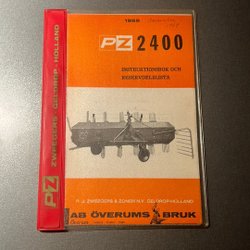 PZ ZWEEGERS - GELDROP - HOLLAND
1968
PZ 2400
INSTRUKTIONSBOK OCH
RESERVDELSLISTA
P. J. ZWEEGERS & ZONEN N.V. GELDROP-HOLLAND
AB ÖVERUMS BRUK